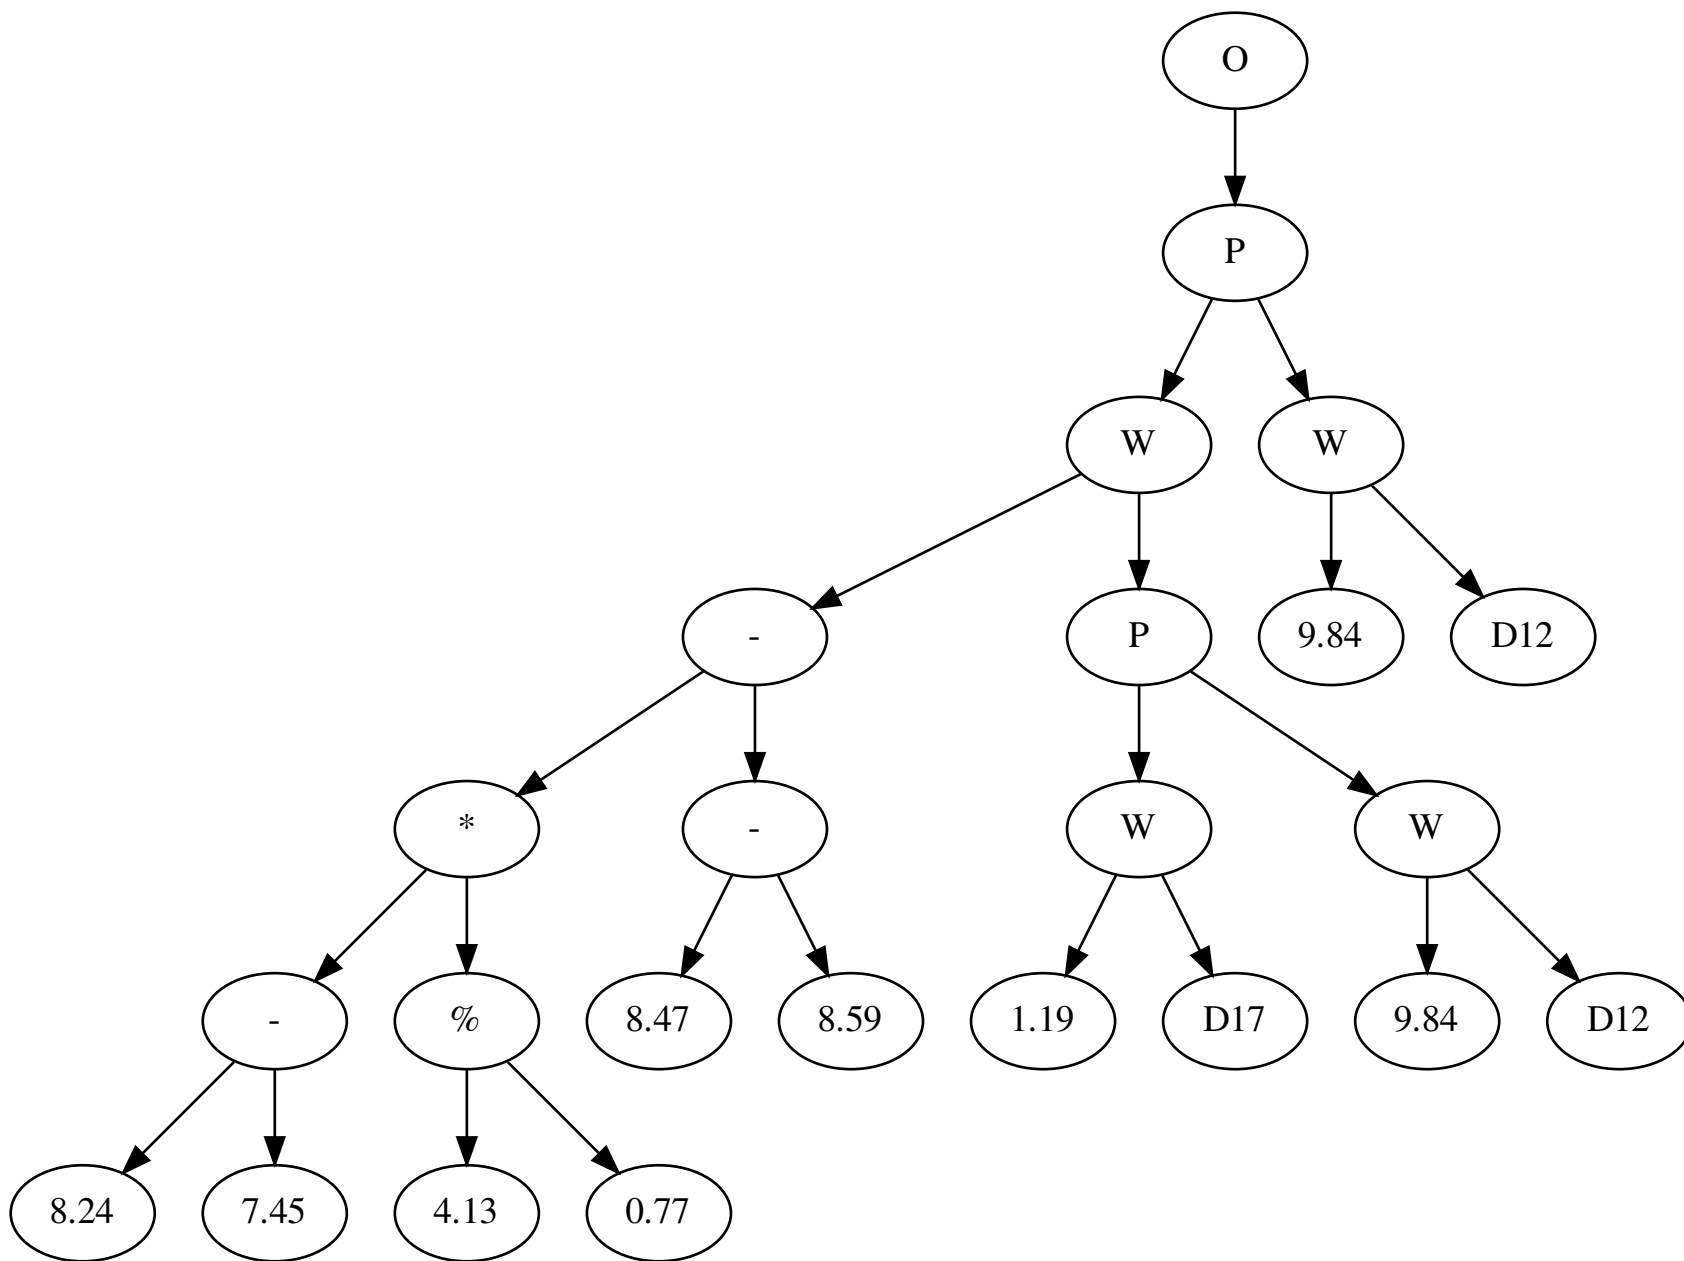 O
P
W W
- P 9.84 D12
* - W W
- % 8.47 8.59 1.19 D17 9.84 D12
8.24 7.45 4.13 0.77